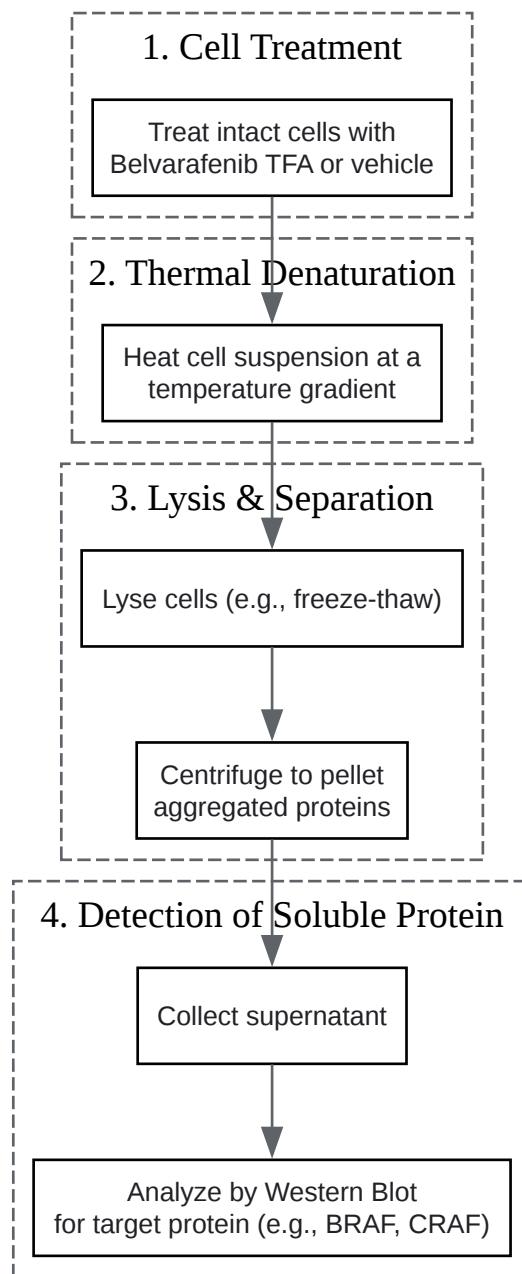 1. Cell Treatment
Treat intact cells with
Belvarafenib TFA or vehicle
2. Thermal Denaturation
Heat cell suspension at a
temperature gradient
3. Lysis & Separation
Lyse cells (e.g., freeze-thaw)
Centrifuge to pellet
aggregated proteins
4. Detection of Soluble Protein
Collect supernatant
Analyze by Western Blot
for target protein (e.g., BRAF, CRAF)